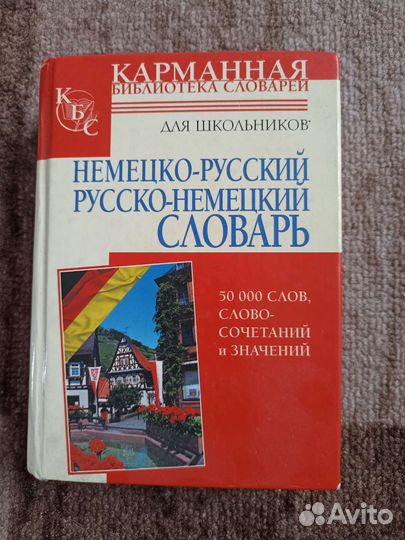 КБС
КАРМАННАЯ
БИБЛИОТЕКА СЛОВАРЕЙ
ДЛЯ ШКОЛЬНИКОВ
НЕМЕЦКО-РУССКИЙ
РУССКО-НЕМЕЦКИЙ
СЛОВАРЬ
50 000 СЛОВ,
СЛОВО-
СОЧЕТАНИЙ
И ЗНАЧЕНИЙ
Avito